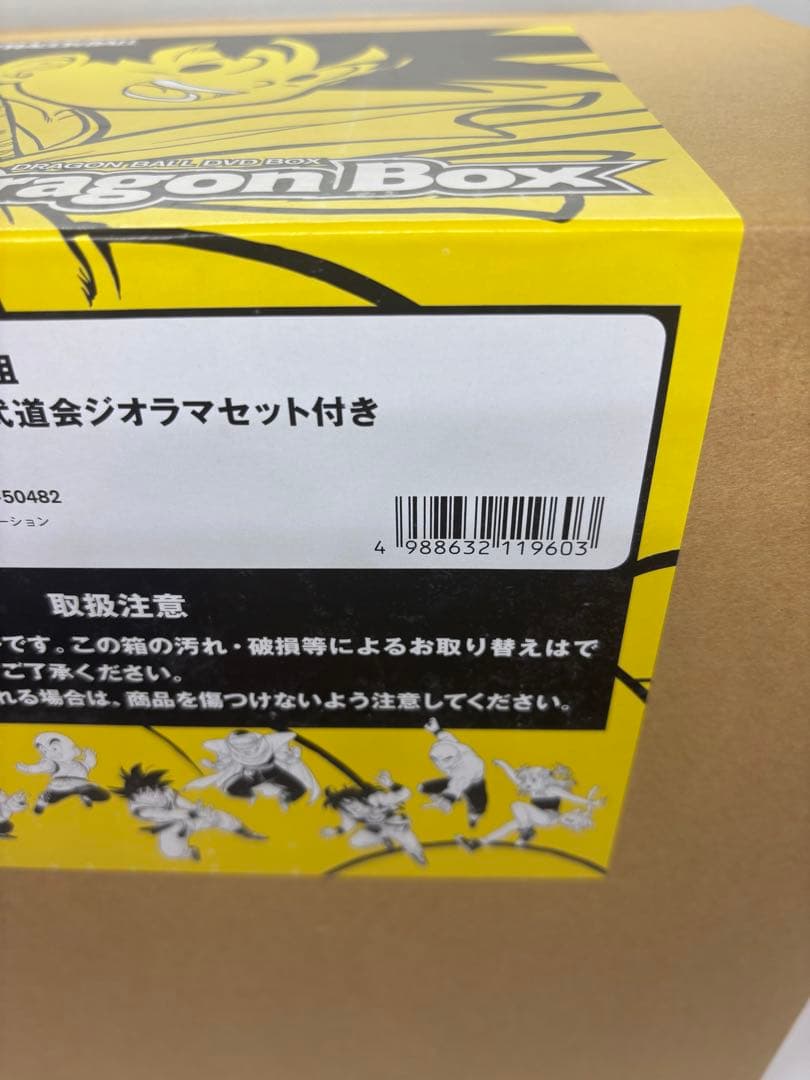 DRAGON BALL DVD BOX
ragon Box
組
武道会ジオラマセット付き
-50482
ーション
4 988632 119603
取扱注意
です。この箱の汚れ・破損等によるお取り替えはで
ご了承ください。
れる場合は、商品を傷つけないよう注意してください。